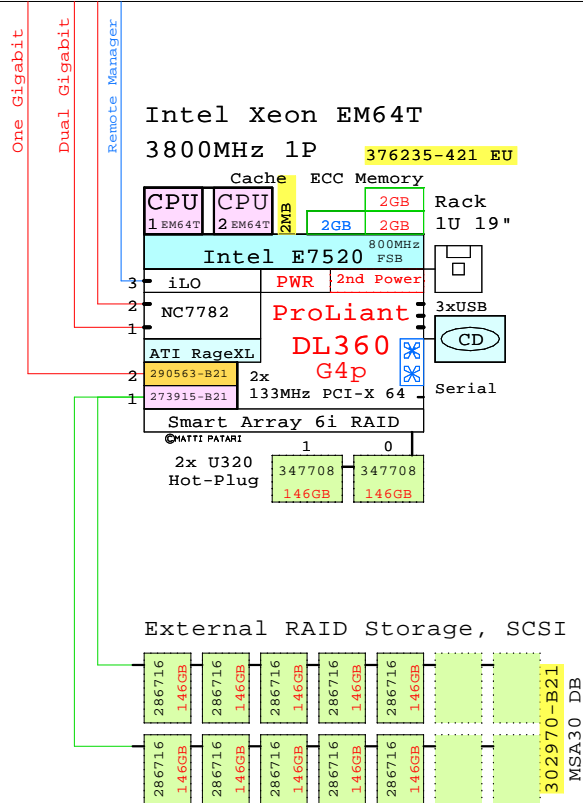 One Gigabit
Dual Gigabit
Remote Manager
Intel Xeon EM64T
3800MHz 1P
376235-421 EU
Cache ECC Memory
CPU
1 EM64T
CPU
2 EM64T
2MB
2GB
2GB 2GB
Rack
1U 19"
Intel E7520
800MHz
FSB
3 iLO
PWR 2nd Power
2
NC7782
1
ProLiant
DL360
G4p
3xUSB
CD
ATI RageXL
2 290563-B21
1 273915-B21
2x
133MHz PCI-X 64
Serial
Smart Array 6i RAID
©MATTI PATARI
1 0
2x U320
Hot-Plug
347708
146GB
347708
146GB
External RAID Storage, SCSI
286716
146GB
286716
146GB
286716
146GB
286716
146GB
286716
146GB
286716
146GB
286716
146GB
286716
146GB
286716
146GB
286716
146GB
302970-B21
MSA30 DB